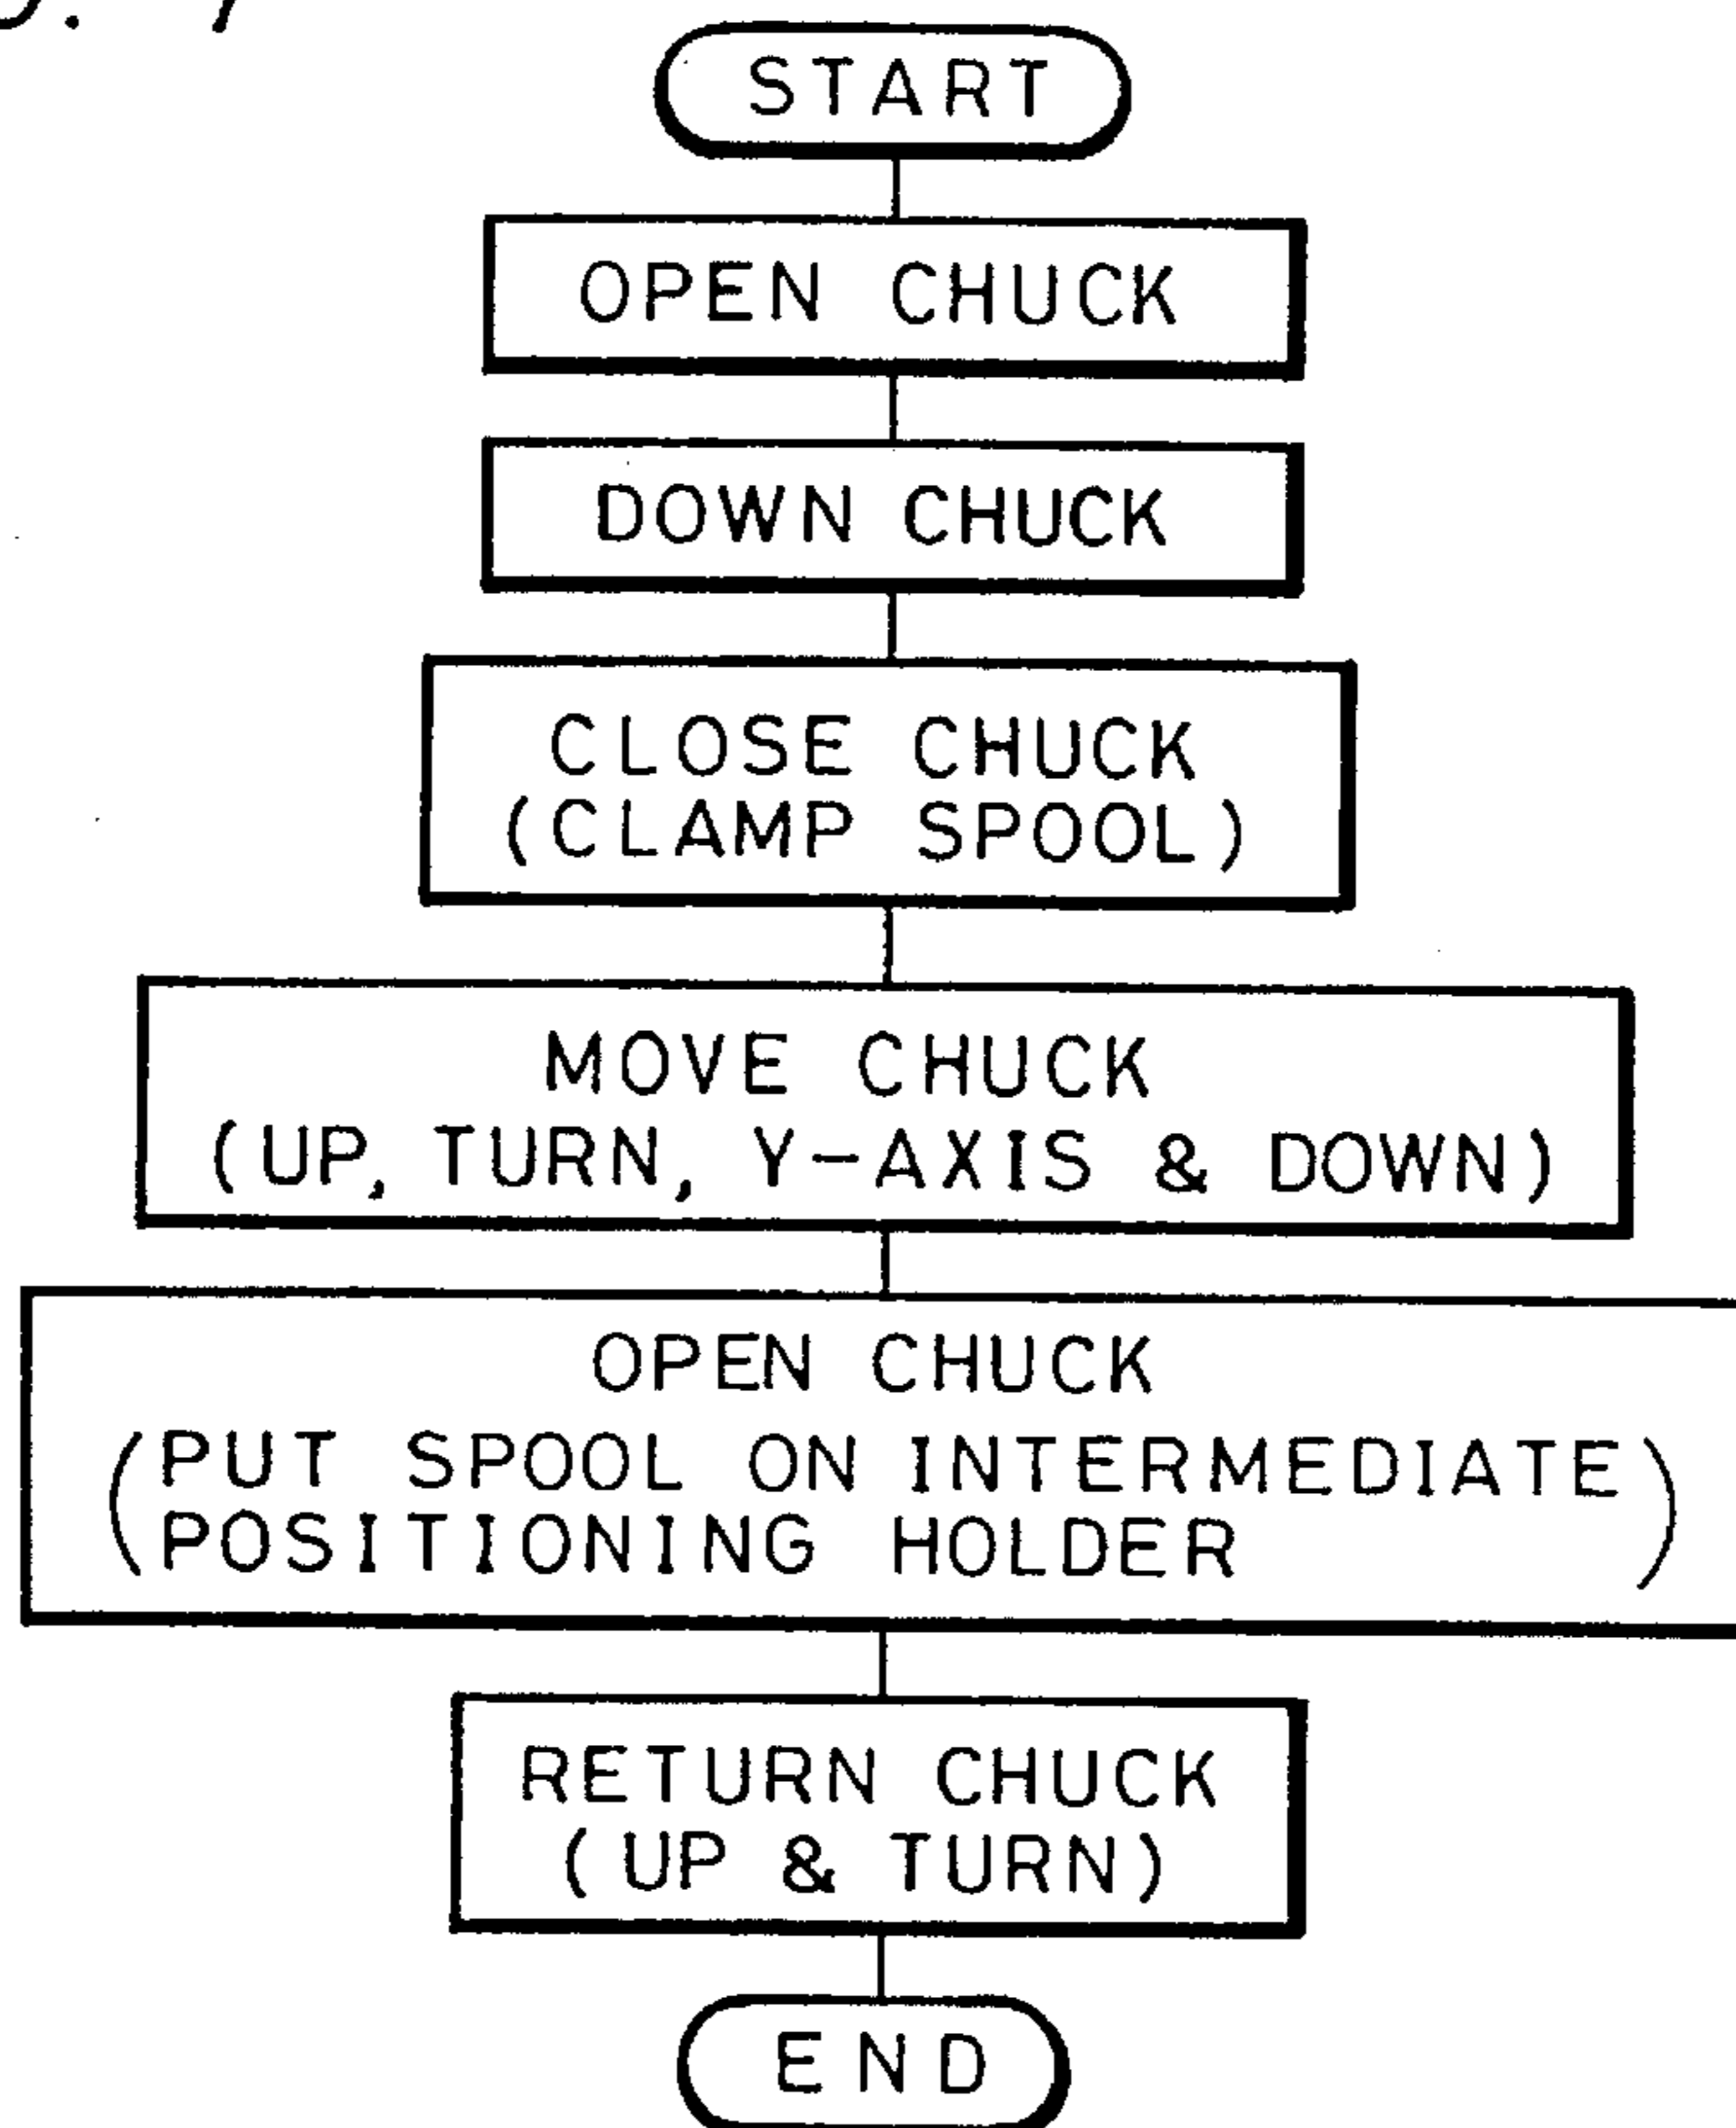 START
OPEN CHUCK
DOWN CHUCK
CLOSE CHUCK
(CLAMP SPOOL)
MOVE CHUCK
(UP, TURN, Y-AXIS & DOWN)
OPEN CHUCK
(PUT SPOOL ON INTERMEDIATE
POSITIONING HOLDER)
RETURN CHUCK
(UP & TURN)
END